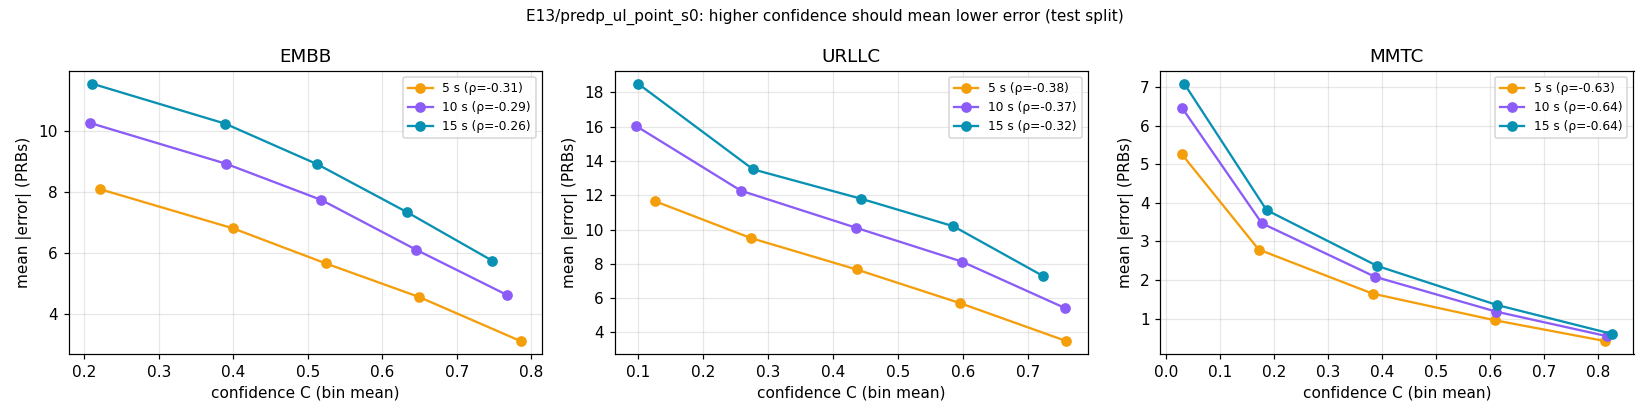 E13/predp_ul_point_s0: higher confidence should mean lower error (test split)
EMBB
mean |error| (PRBs)
10
8
6
4
5 s (ρ=-0.31)
10 s (ρ=-0.29)
15 s (ρ=-0.26)
0.2 0.3 0.4 0.5 0.6 0.7 0.8
confidence C (bin mean)
URLLC
mean |error| (PRBs)
18
16
14
12
10
8
6
4
5 s (ρ=-0.38)
10 s (ρ=-0.37)
15 s (ρ=-0.32)
0.1 0.2 0.3 0.4 0.5 0.6 0.7
confidence C (bin mean)
MMTC
mean |error| (PRBs)
7
6
5
4
3
2
1
5 s (ρ=-0.63)
10 s (ρ=-0.64)
15 s (ρ=-0.64)
0.0 0.1 0.2 0.3 0.4 0.5 0.6 0.7 0.8
confidence C (bin mean)